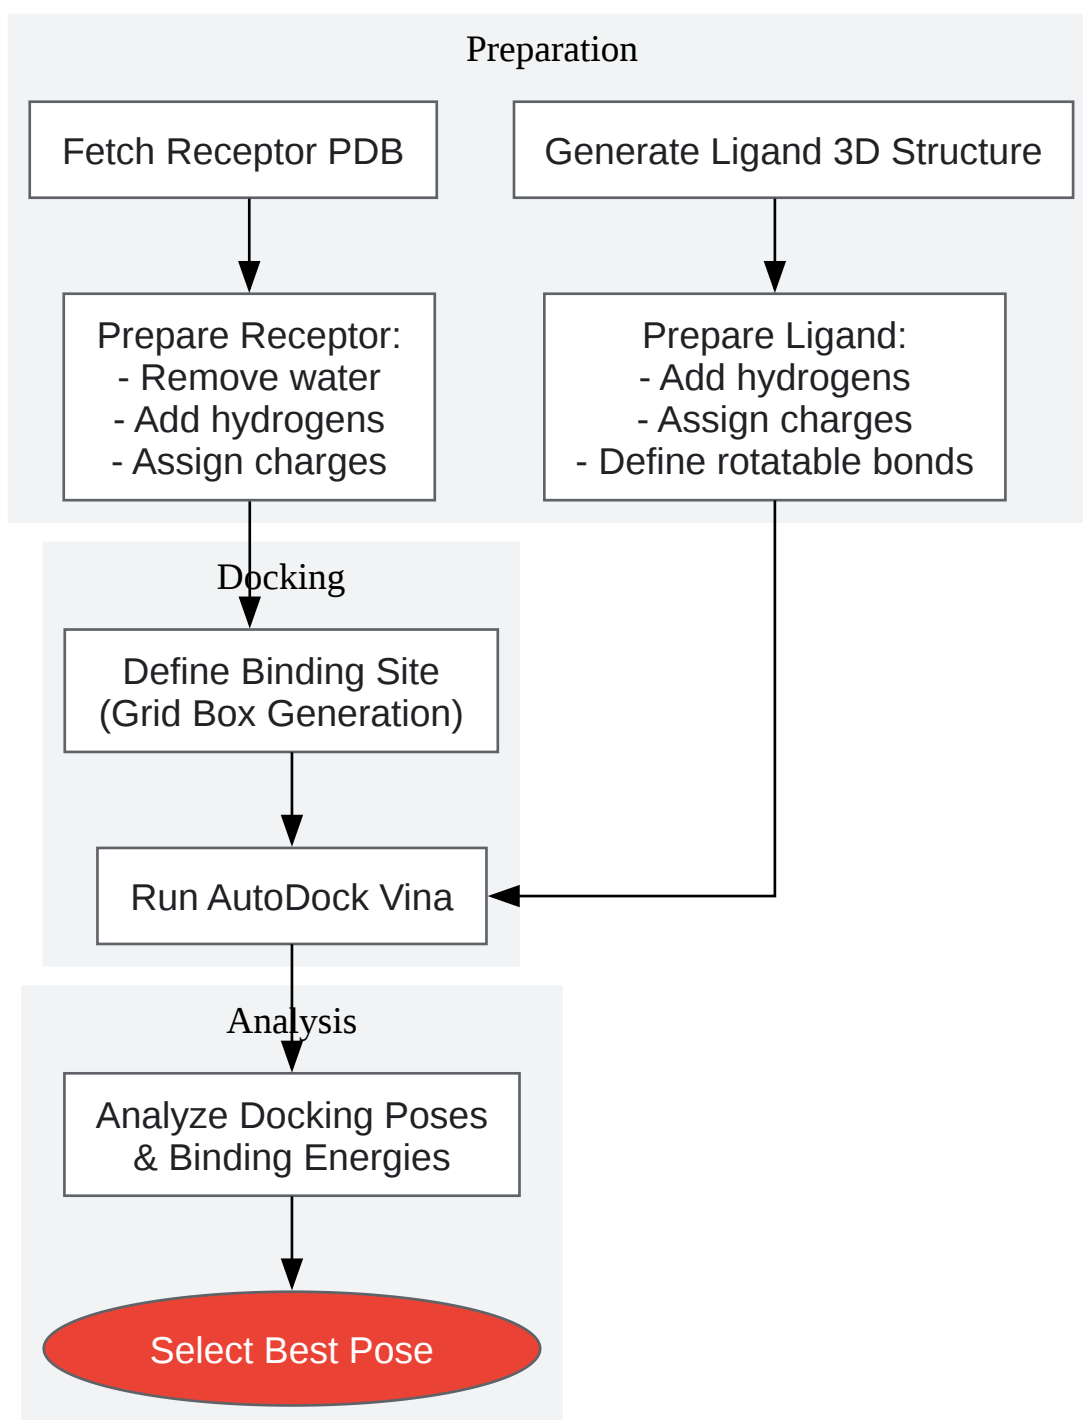 Preparation
Fetch Receptor PDB
Generate Ligand 3D Structure
Prepare Receptor:
- Remove water
- Add hydrogens
- Assign charges
Prepare Ligand:
- Add hydrogens
- Assign charges
- Define rotatable bonds
Docking
Define Binding Site
(Grid Box Generation)
Run AutoDock Vina
Analysis
Analyze Docking Poses
& Binding Energies
Select Best Pose